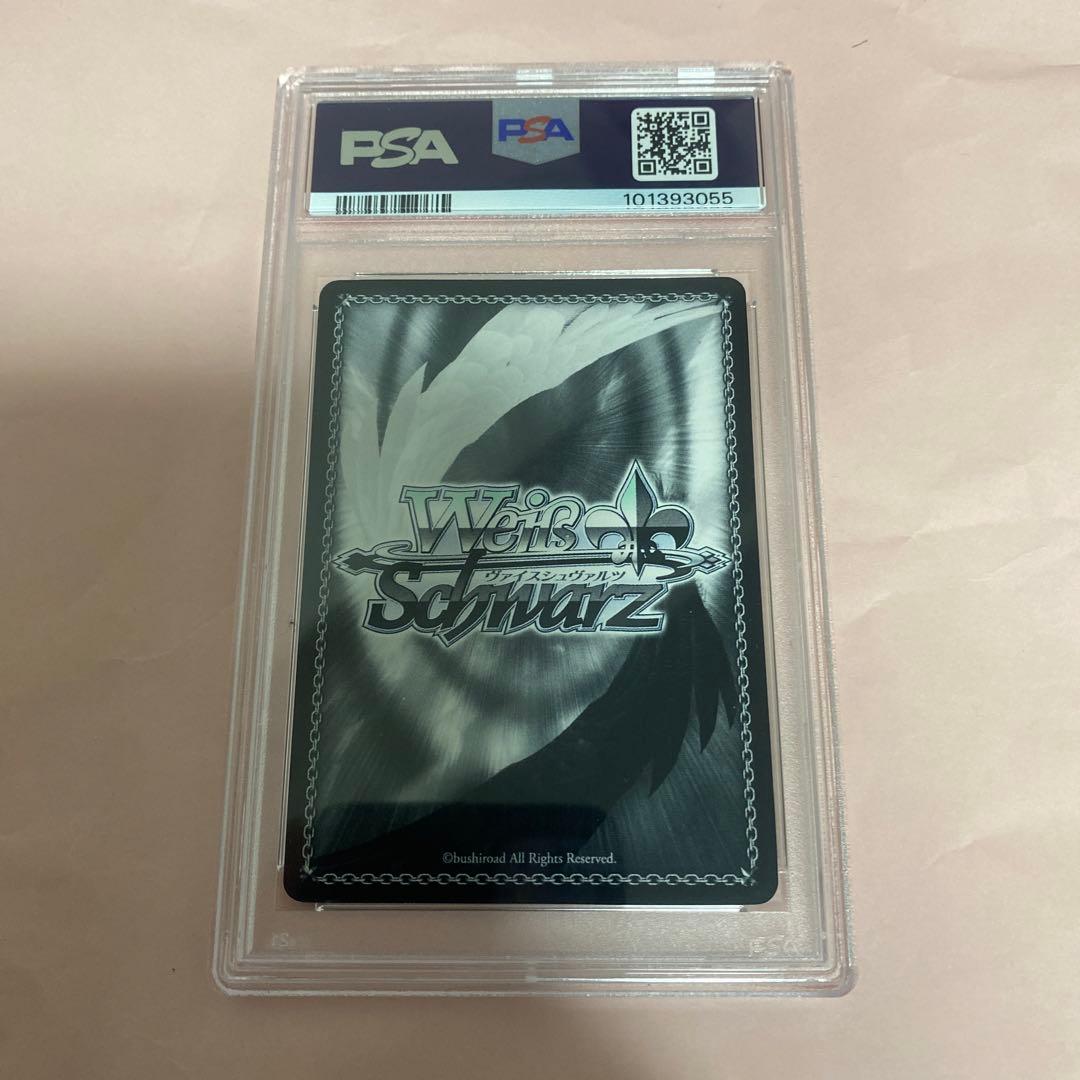 PSA
PSA
101393055
Weiß
ヴァイスシュヴァルツ
Schwarz
©bushiroad All Rights Reserved.
PSA